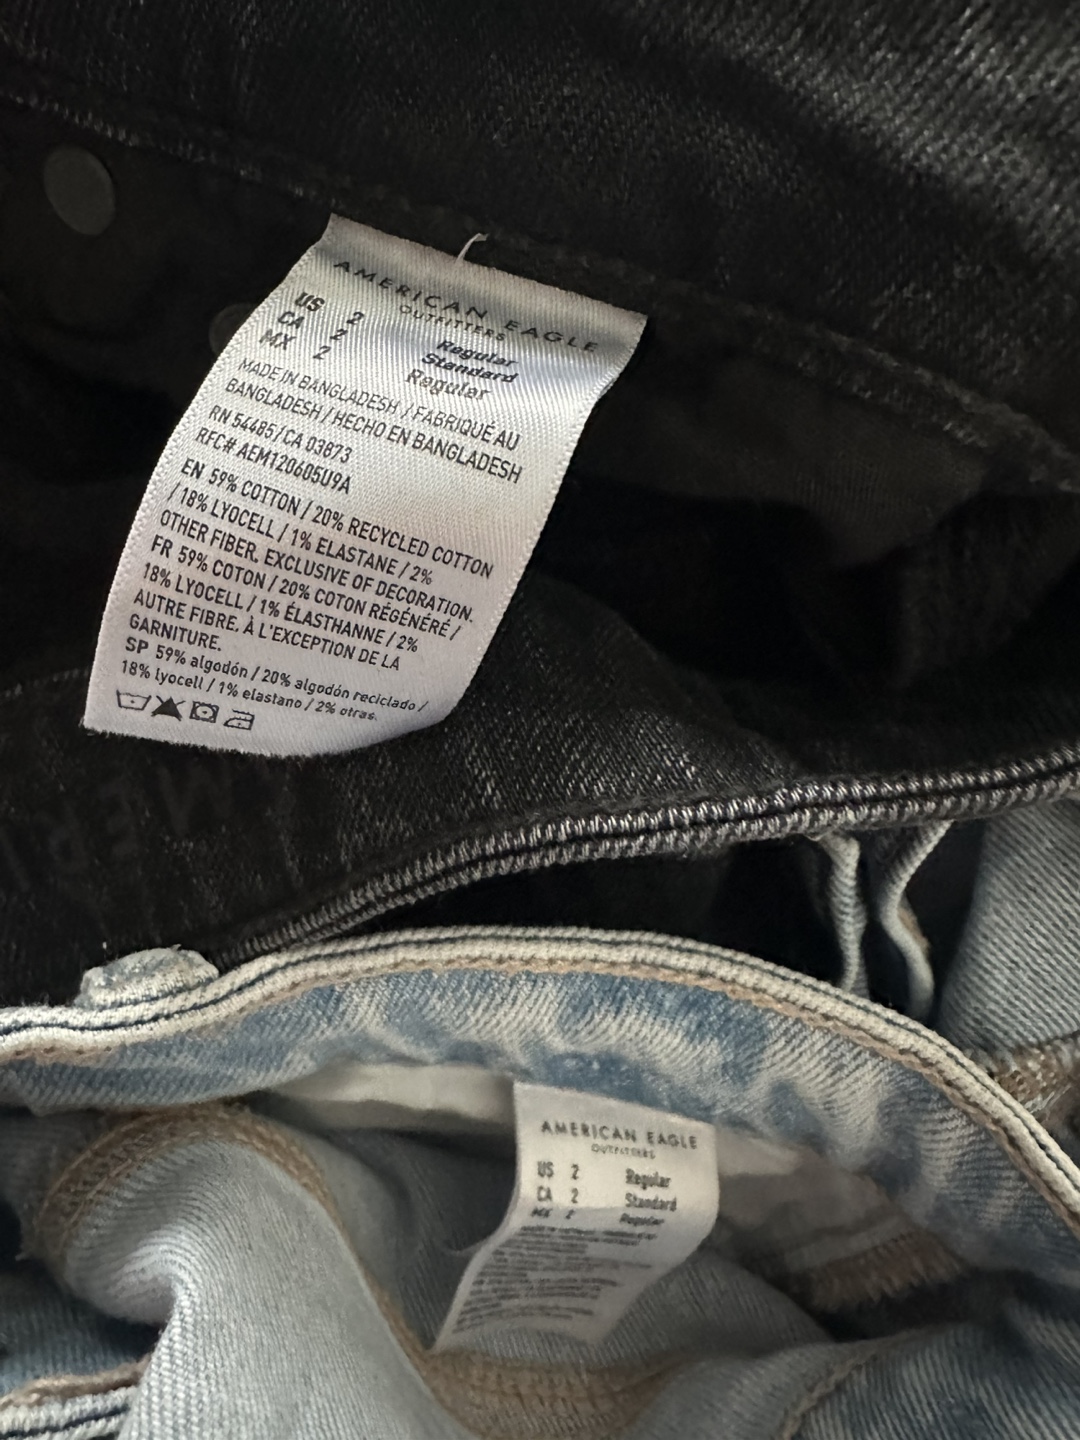 AMERICAN EAGLE
OUTFITTERS
US 2 Regular
CA 2 Standard
MX 2 Regular
MADE IN BANGLADESH / FABRIQUÉ AU
BANGLADESH / HECHO EN BANGLADESH
RN 54485/CA 03873
RFC# AEM120605U9A
EN 59% COTTON / 20% RECYCLED COTTON
/ 18% LYOCELL / 1% ELASTANE / 2%
OTHER FIBER. EXCLUSIVE OF DECORATION.
FR 59% COTON / 20% COTON RÉGÉNÉRÉ /
18% LYOCELL / 1% ÉLASTHANNE / 2%
AUTRE FIBRE. À L'EXCEPTION DE LA
GARNITURE.
SP 59% algodón / 20% algodón reciclado /
18% lyocell / 1% elastano / 2% otras.
AMERICAN EAGLE
OUTFITTERS
US 2 Regular
CA 2 Standard
MX 2 Regular